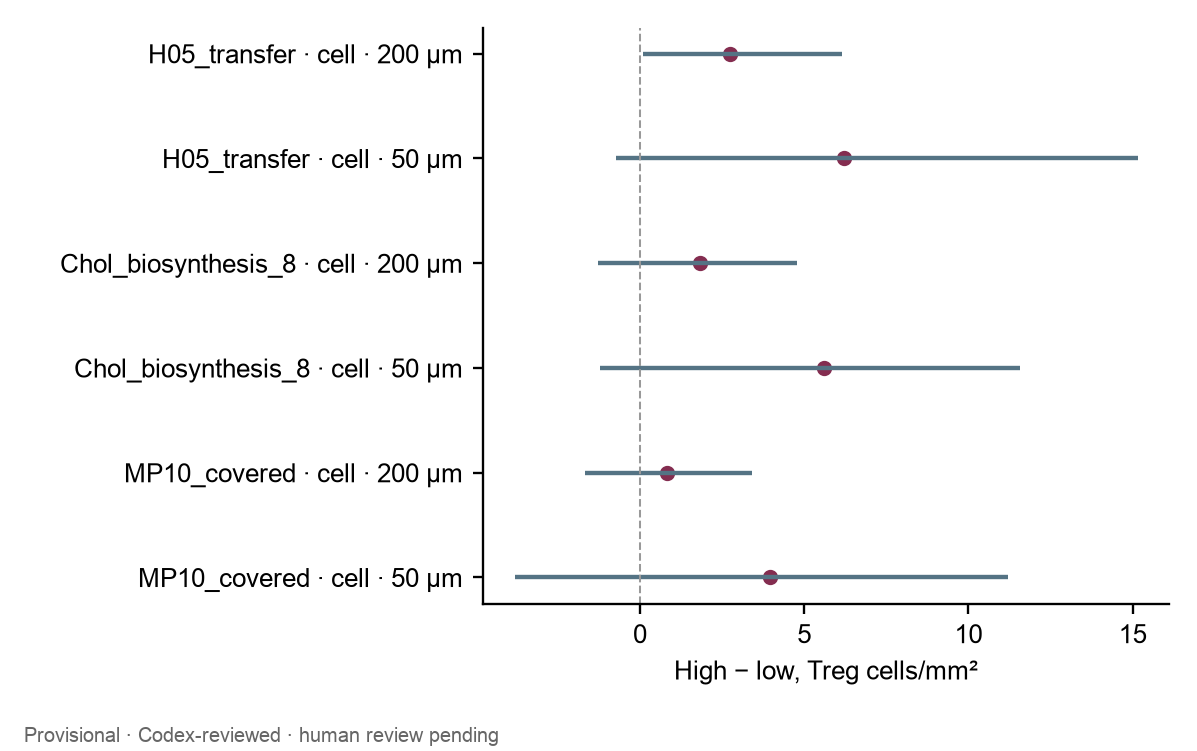 H05_transfer · cell · 200 µm
H05_transfer · cell · 50 µm
Chol_biosynthesis_8 · cell · 200 µm
Chol_biosynthesis_8 · cell · 50 µm
MP10_covered · cell · 200 µm
MP10_covered · cell · 50 µm
0 5 10 15
High − low, Treg cells/mm²
Provisional · Codex-reviewed · human review pending